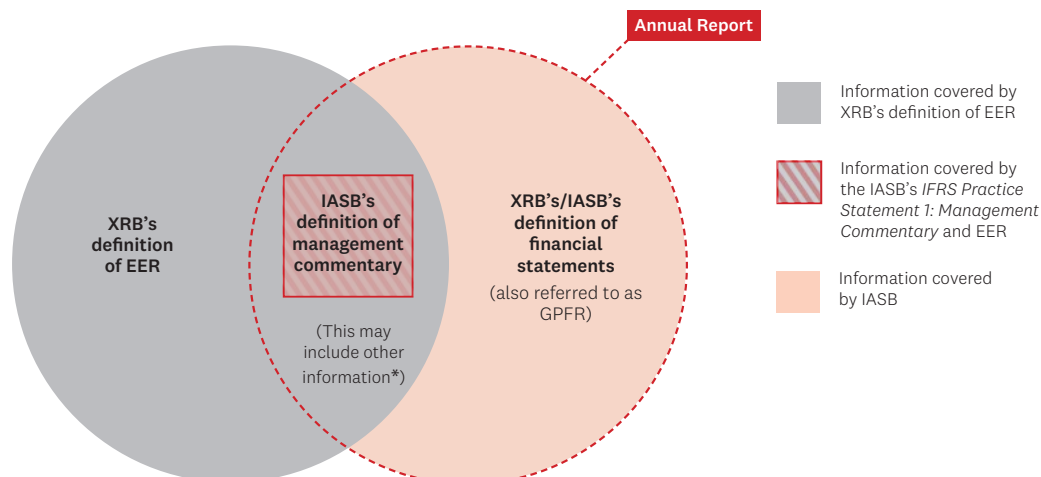 Annual Report
XRB’s
definition
of EER
IASB’s
definition of
management
commentary
(This may
include other
information*)
XRB’s/IASB’s
definition of
financial
statements
(also referred to as
GPFR)
Information covered by
XRB’s definition of EER
Information covered by
the IASB’s IFRS Practice
Statement 1: Management
Commentary and EER
Information covered
by IASB